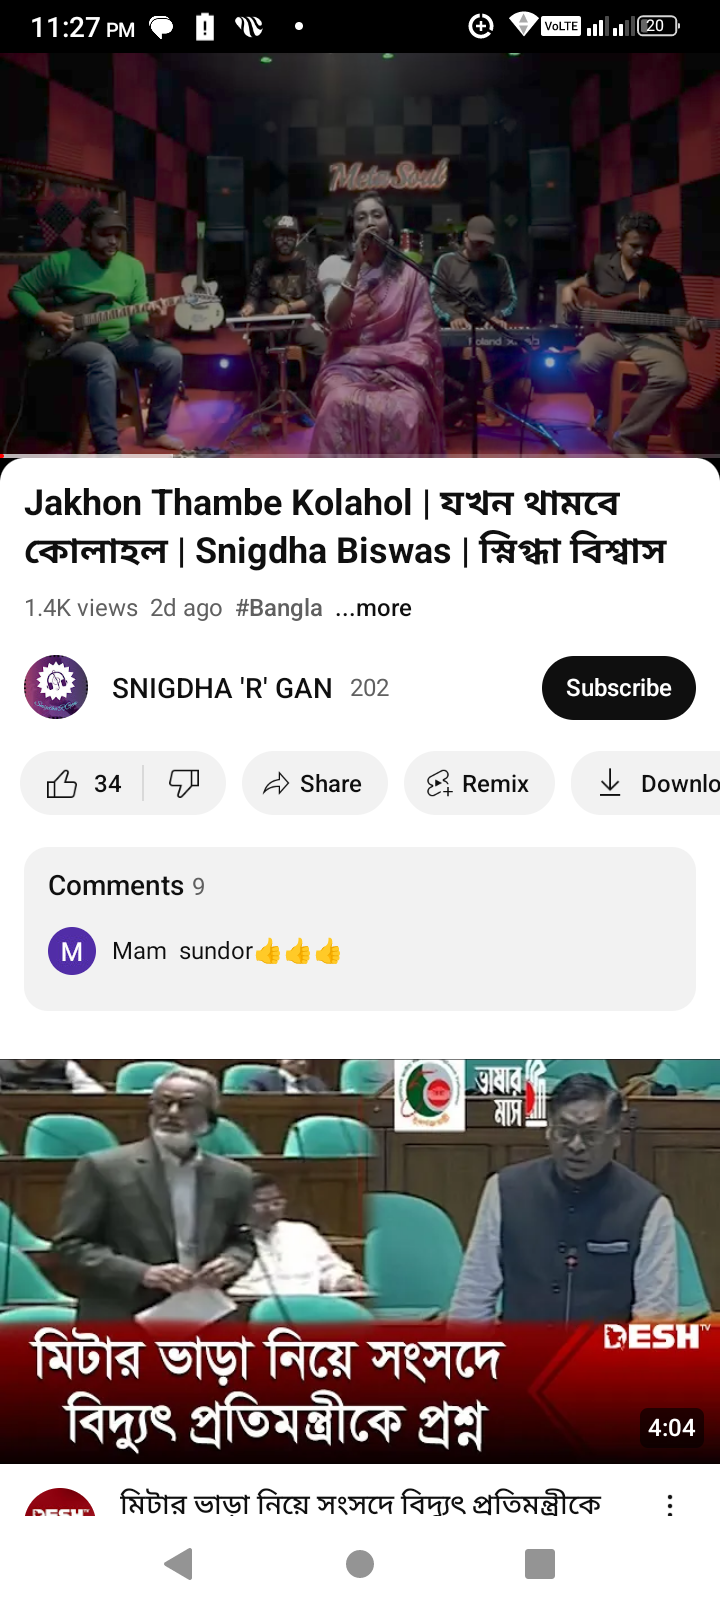 11:27 PM
VoLTE
20
Meta Soul
Roland
Jakhon Thambe Kolahol | যখন থামবে
কোলাহল | Snigdha Biswas | স্নিগ্ধা বিশ্বাস
1.4K views 2d ago #Bangla ...more
SNIGDHA 'R' GAN 202
Subscribe
34
Share
Remix
Downlo
Comments 9
M
Mam sundor👍👍👍
ভাষার
মাস
DESH TV
মিটার ভাড়া নিয়ে সংসদে
বিদ্যুৎ প্রতিমন্ত্রীকে প্রশ্ন
4:04
DESH
মিটার ভাড়া নিয়ে সংসদে বিদ্যুৎ প্রতিমন্ত্রীকে